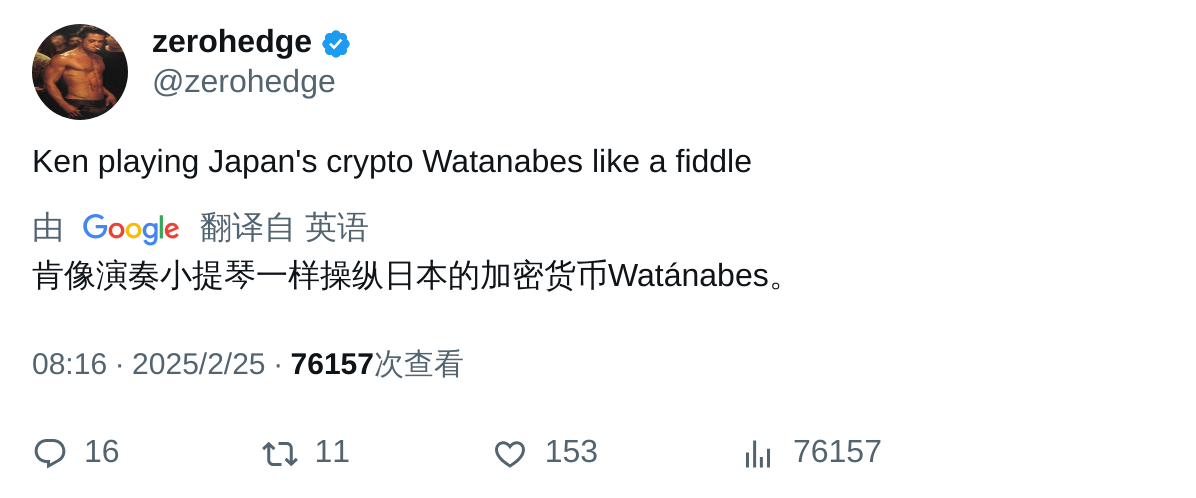 zerohedge
@zerohedge
Ken playing Japan's crypto Watanabes like a fiddle
由 Google 翻译自 英语
肯像演奏小提琴一样操纵日本的加密货币Watánabes。
08:16 · 2025/2/25 · 76157次查看
16 11 153 76157